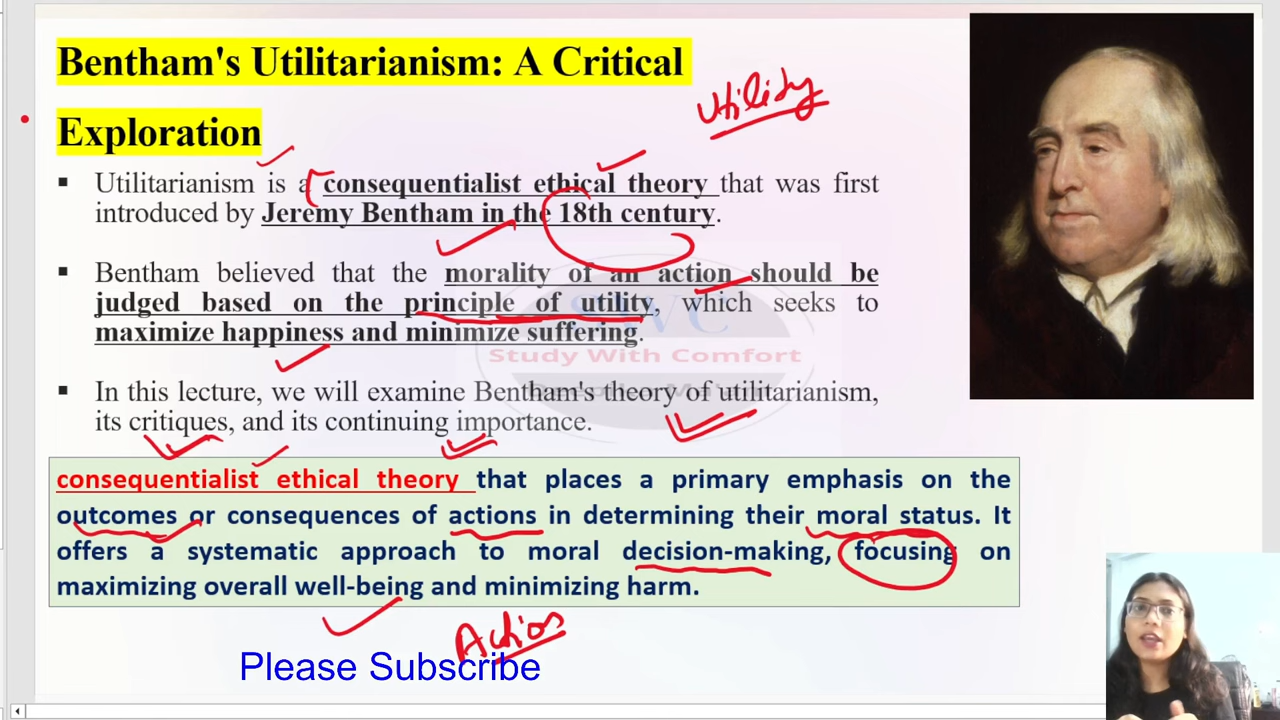 Bentham's Utilitarianism: A Critical
Exploration
Utility
▪ Utilitarianism is a consequentialist ethical theory that was first
introduced by Jeremy Bentham in the 18th century.
▪ Bentham believed that the morality of an action should be
judged based on the principle of utility, which seeks to
maximize happiness and minimize suffering.
Study With Comfort
▪ In this lecture, we will examine Bentham's theory of utilitarianism,
its critiques, and its continuing importance.
consequentialist ethical theory that places a primary emphasis on the
outcomes or consequences of actions in determining their moral status. It
offers a systematic approach to moral decision-making, focusing on
maximizing overall well-being and minimizing harm.
Action
Please Subscribe